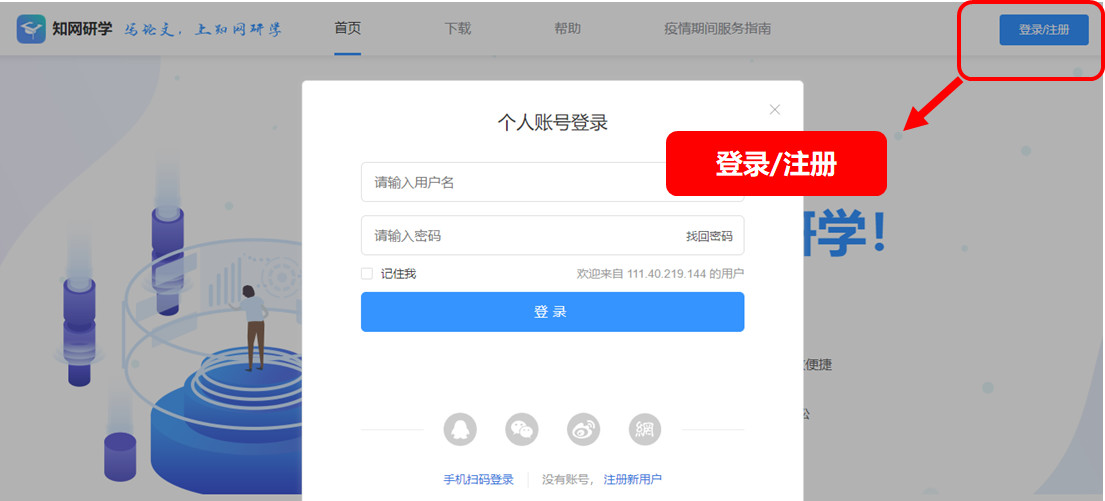 知网研学 写论文，上知网研学 首页 下载 帮助 疫情期间服务指南 登录/注册
个人账号登录
登录/注册
请输入用户名
研学！
请输入密码 找回密码
记住我 欢迎来自 111.40.219.144 的用户
登 录
便捷
網
手机扫码登录 没有账号， 注册新用户